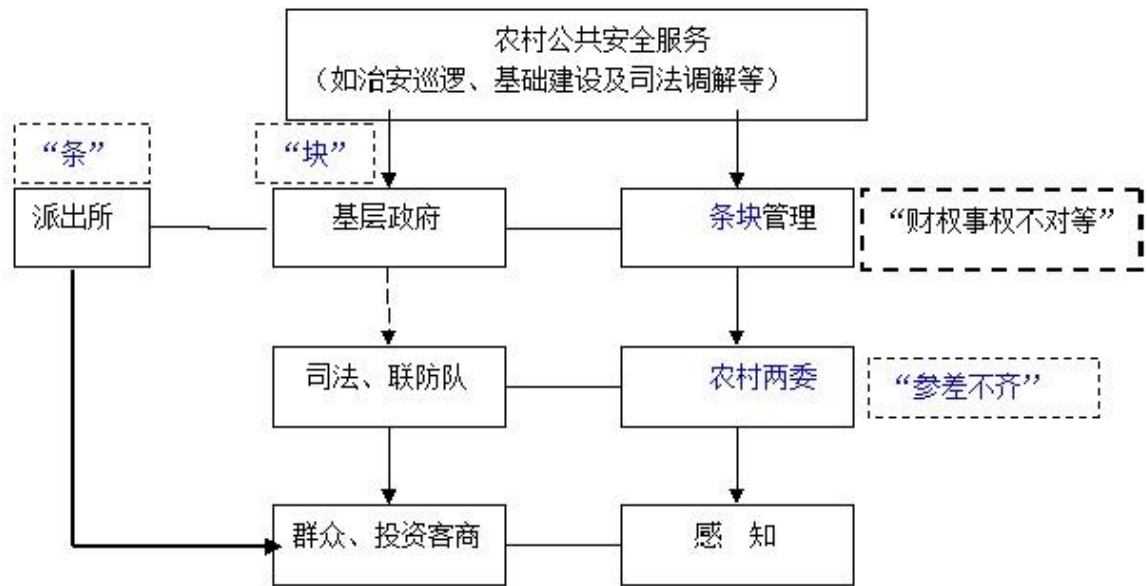 农村公共安全服务
（如治安巡逻、基础建设及司法调解等）
“条”
“块”
派出所
基层政府
条块管理
“财权事权不对等”
司法、联防队
农村两委
“参差不齐”
群众、投资客商
感 知